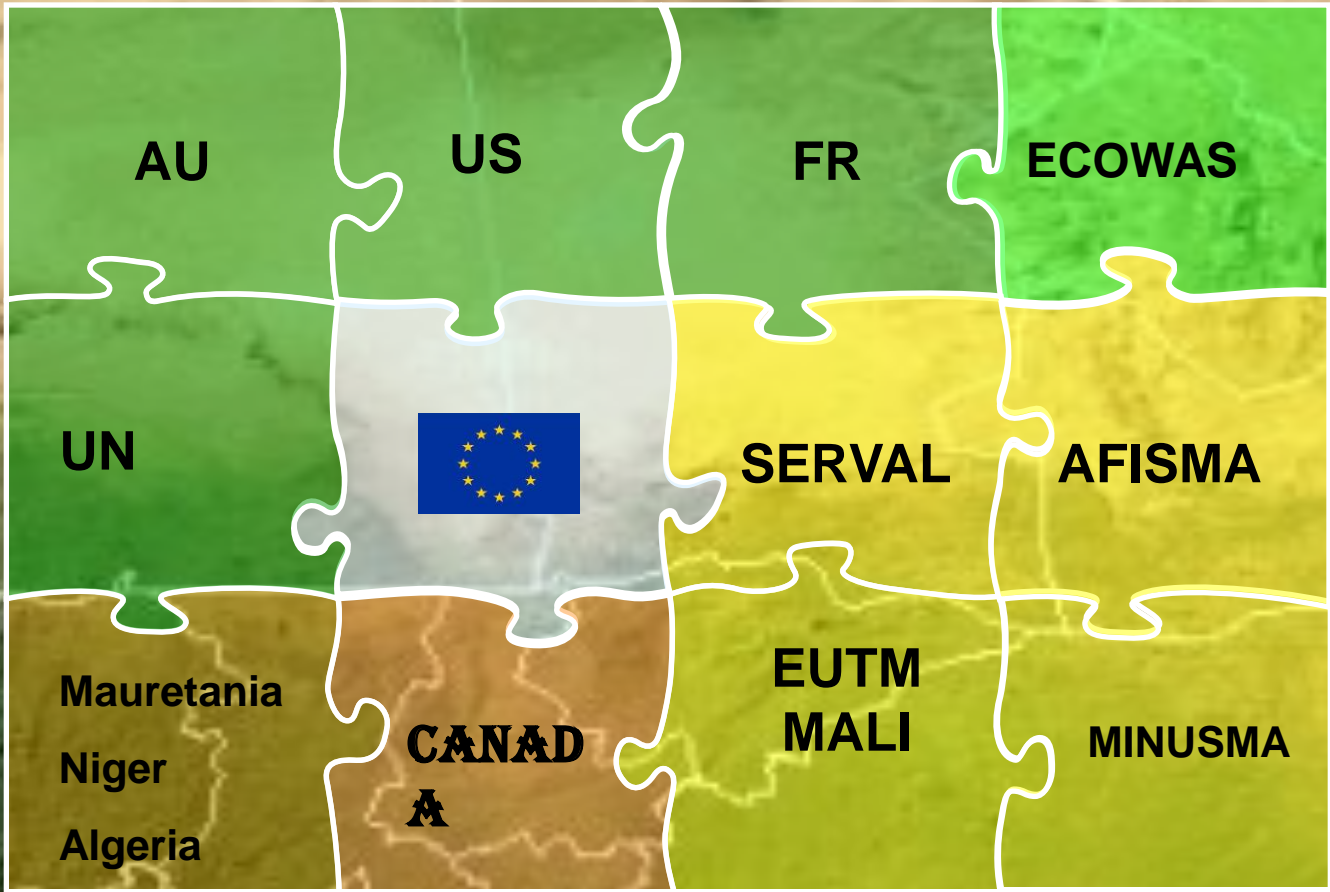 AU
US
FR
ECOWAS
UN
SERVAL
AFISMA
Mauretania
Niger
Algeria
CANAD
A
EUTM
MALI
MINUSMA